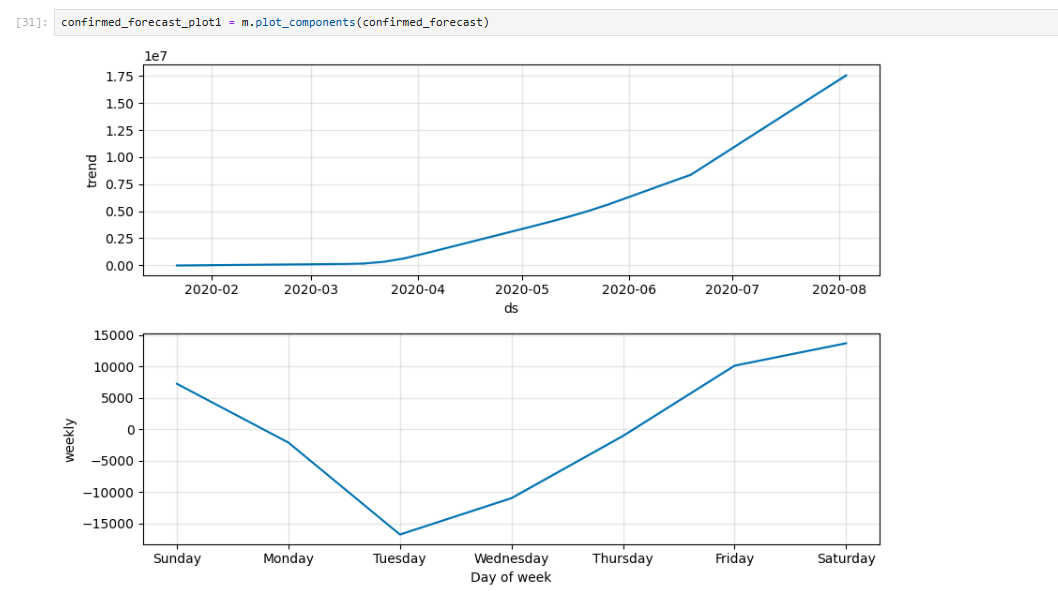 [31]: confirmed_forecast_plot1 = m.plot_components(confirmed_forecast)
1e7
1.75
1.50
1.25
1.00
0.75
0.50
0.25
0.00
trend
2020-02 2020-03 2020-04 2020-05 2020-06 2020-07 2020-08
ds
15000
10000
5000
0
−5000
−10000
−15000
weekly
Sunday Monday Tuesday Wednesday Thursday Friday Saturday
Day of week